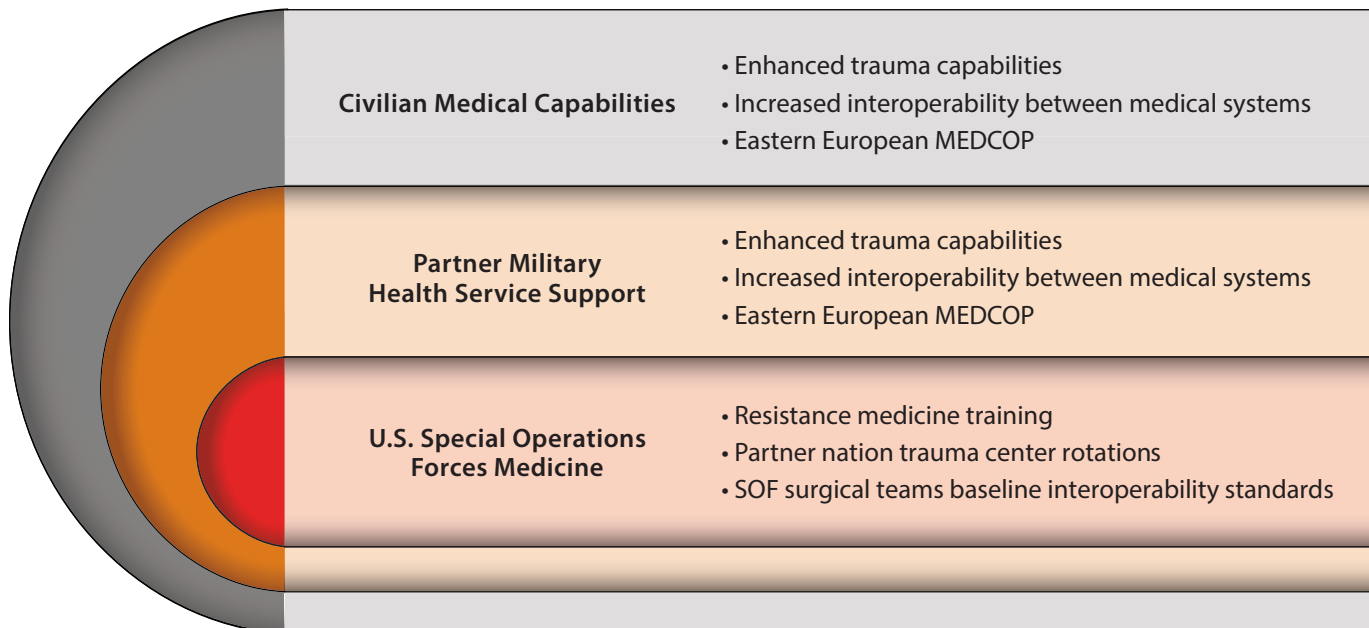 Civilian Medical Capabilities
• Enhanced trauma capabilities
• Increased interoperability between medical systems
• Eastern European MEDCOP
Partner Military
Health Service Support
• Enhanced trauma capabilities
• Increased interoperability between medical systems
• Eastern European MEDCOP
U.S. Special Operations
Forces Medicine
• Resistance medicine training
• Partner nation trauma center rotations
• SOF surgical teams baseline interoperability standards